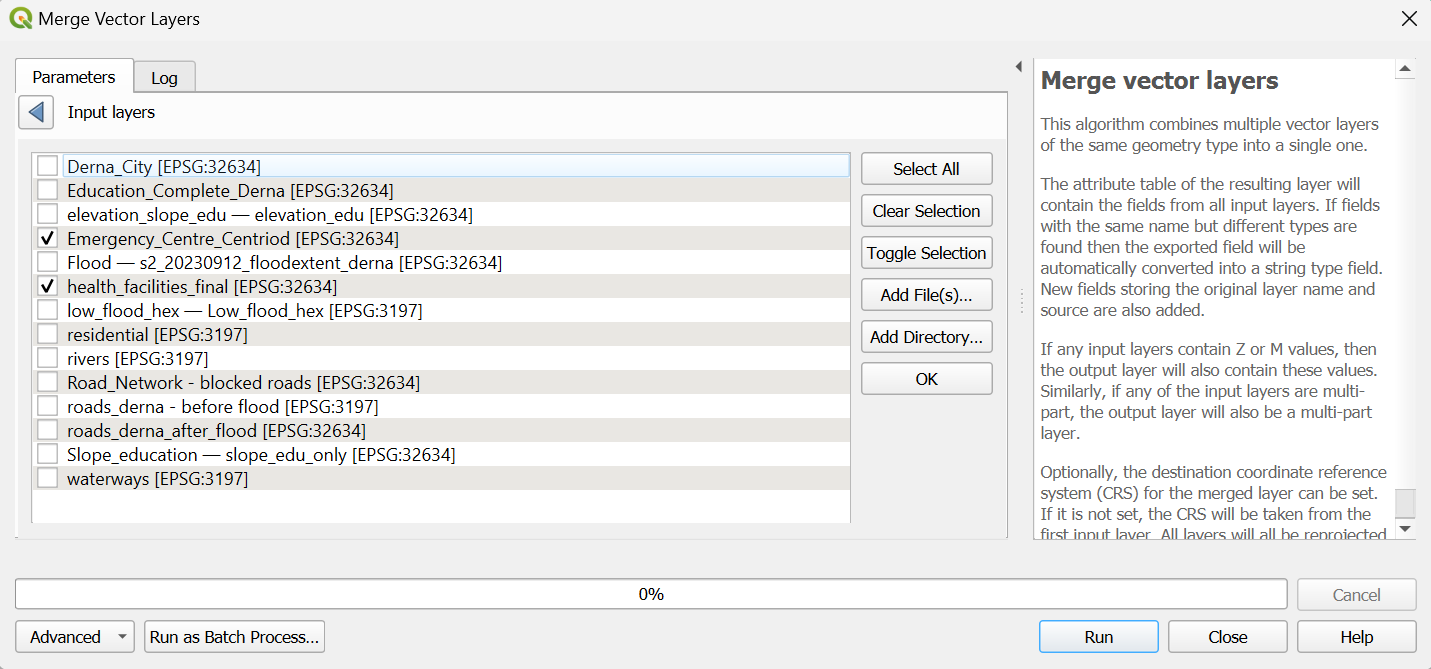 Merge Vector Layers
Parameters
Log
Input layers
Derna_City [EPSG:32634]
Education_Complete_Derna [EPSG:32634]
elevation_slope_edu — elevation_edu [EPSG:32634]
Emergency_Centre_Centriod [EPSG:32634]
Flood — s2_20230912_floodextent_derna [EPSG:32634]
health_facilities_final [EPSG:32634]
low_flood_hex — Low_flood_hex [EPSG:3197]
residential [EPSG:3197]
rivers [EPSG:3197]
Road_Network - blocked roads [EPSG:32634]
roads_derna - before flood [EPSG:3197]
roads_derna_after_flood [EPSG:32634]
Slope_education — slope_edu_only [EPSG:32634]
waterways [EPSG:3197]
Select All
Clear Selection
Toggle Selection
Add File(s)...
Add Directory...
OK
Merge vector layers
This algorithm combines multiple vector layers
of the same geometry type into a single one.
The attribute table of the resulting layer will
contain the fields from all input layers. If fields
with the same name but different types are
found then the exported field will be
automatically converted into a string type field.
New fields storing the original layer name and
source are also added.
If any input layers contain Z or M values, then
the output layer will also contain these values.
Similarly, if any of the input layers are multi-
part, the output layer will also be a multi-part
layer.
Optionally, the destination coordinate reference
system (CRS) for the merged layer can be set.
If it is not set, the CRS will be taken from the
first input layer. All layers will all be reprojected
0%
Cancel
Advanced
Run as Batch Process...
Run
Close
Help